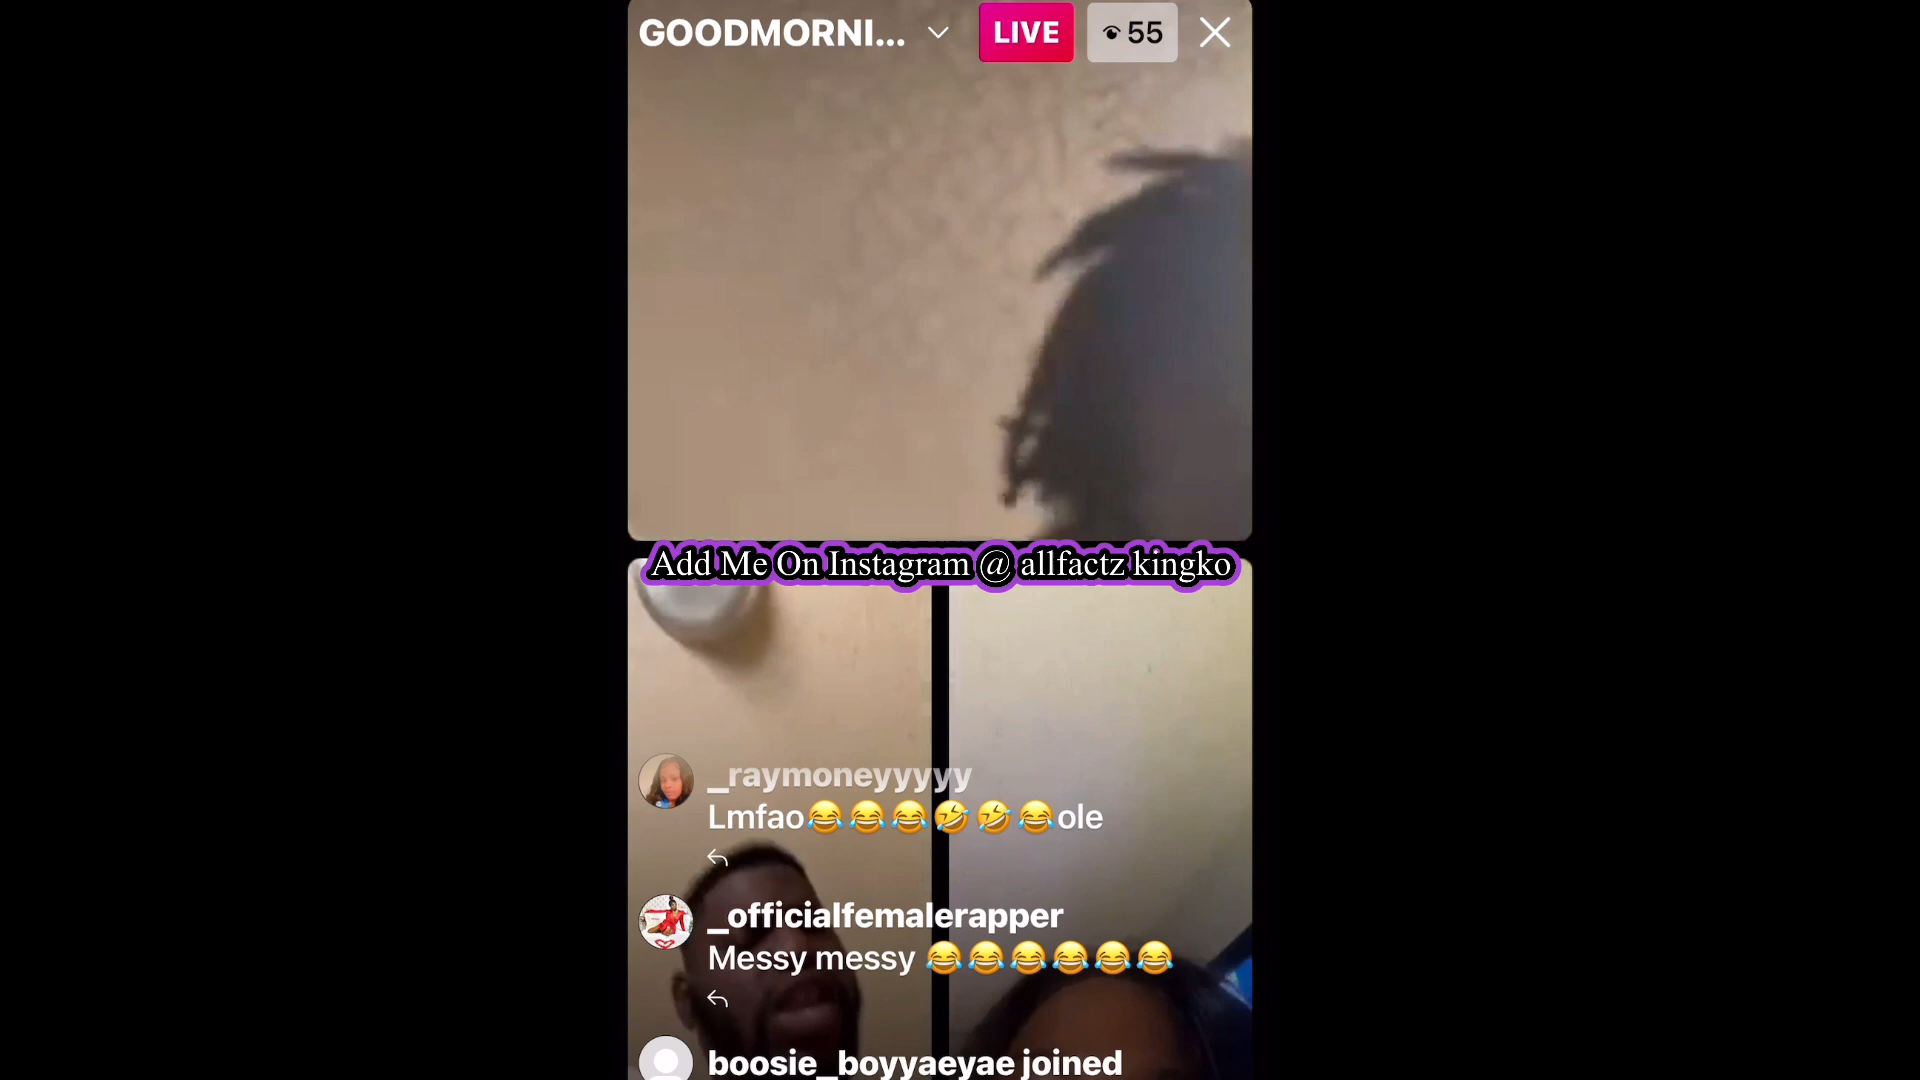 GOODMORNI...
LIVE
55
Add Me On Instagram @ allfactz kingko
_raymoneyyyyy
Lmfao😂😂😂🤣🤣😂ole
_officialfemalerapper
Messy messy 😂😂😂😂😂😂
boosie_boyyaeyae joined